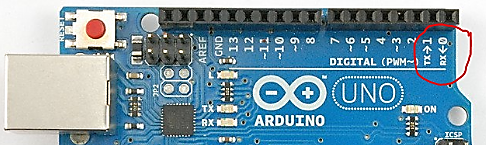 RESET
AREF
GND
13
12
~11
~10
~9
8
7
~6
~5
4
~3
2
TX→1
RX←0
DIGITAL (PWM~)
TX
RX
UNO
ARDUINO
ON
ICSP